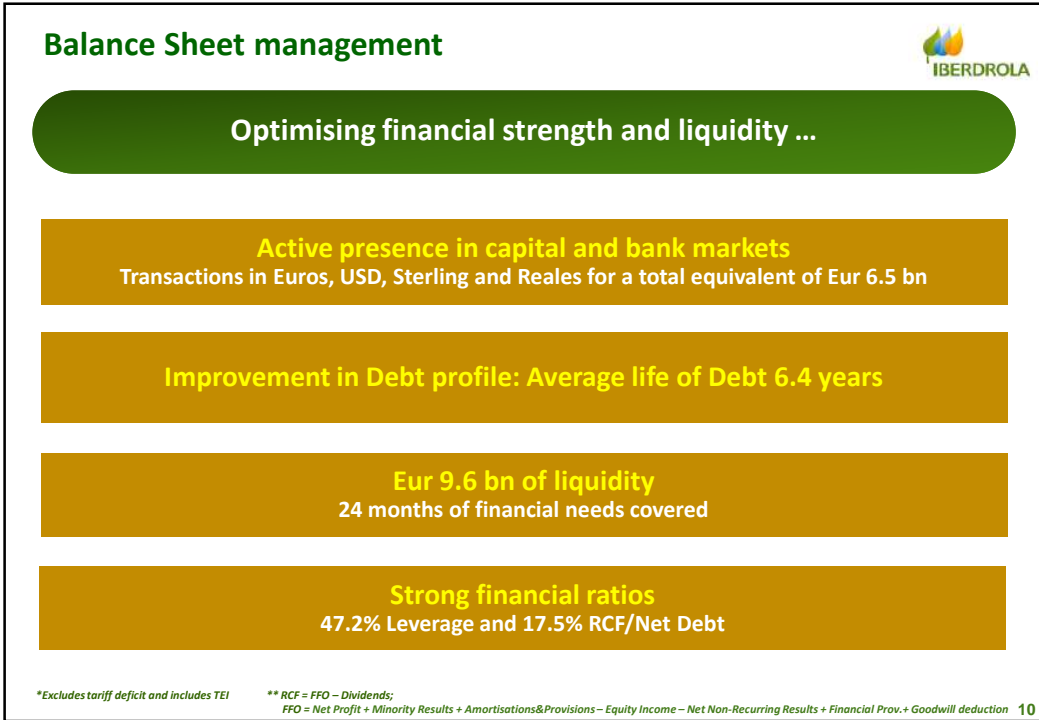 Balance Sheet management
IBERDROLA
Optimising financial strength and liquidity …
Active presence in capital and bank markets
Transactions in Euros, USD, Sterling and Reales for a total equivalent of Eur 6.5 bn
Improvement in Debt profile: Average life of Debt 6.4 years
Eur 9.6 bn of liquidity
24 months of financial needs covered
Strong financial ratios
47.2% Leverage and 17.5% RCF/Net Debt
*Excludes tariff deficit and includes TEI ** RCF = FFO – Dividends;
FFO = Net Profit + Minority Results + Amortisations&Provisions – Equity Income – Net Non-Recurring Results + Financial Prov.+ Goodwill deduction 10